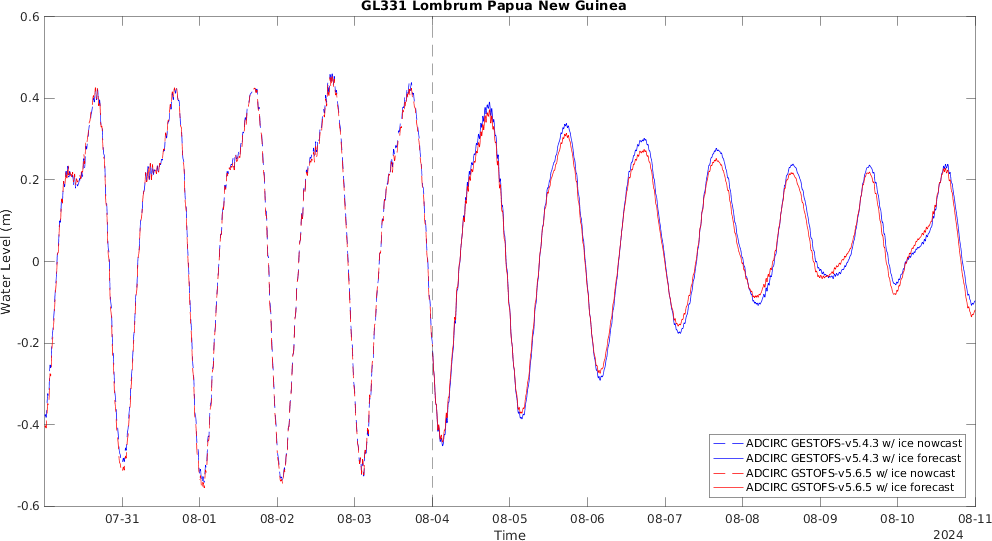 GL331 Lombrum Papua New Guinea
0.6
0.4
0.2
0
-0.2
-0.4
-0.6
Water Level (m)
07-31 08-01 08-02 08-03 08-04 08-05 08-06 08-07 08-08 08-09 08-10 08-11
Time
2024
ADCIRC GESTOFS-v5.4.3 w/ ice nowcast
ADCIRC GESTOFS-v5.4.3 w/ ice forecast
ADCIRC GSTOFS-v5.6.5 w/ ice nowcast
ADCIRC GSTOFS-v5.6.5 w/ ice forecast